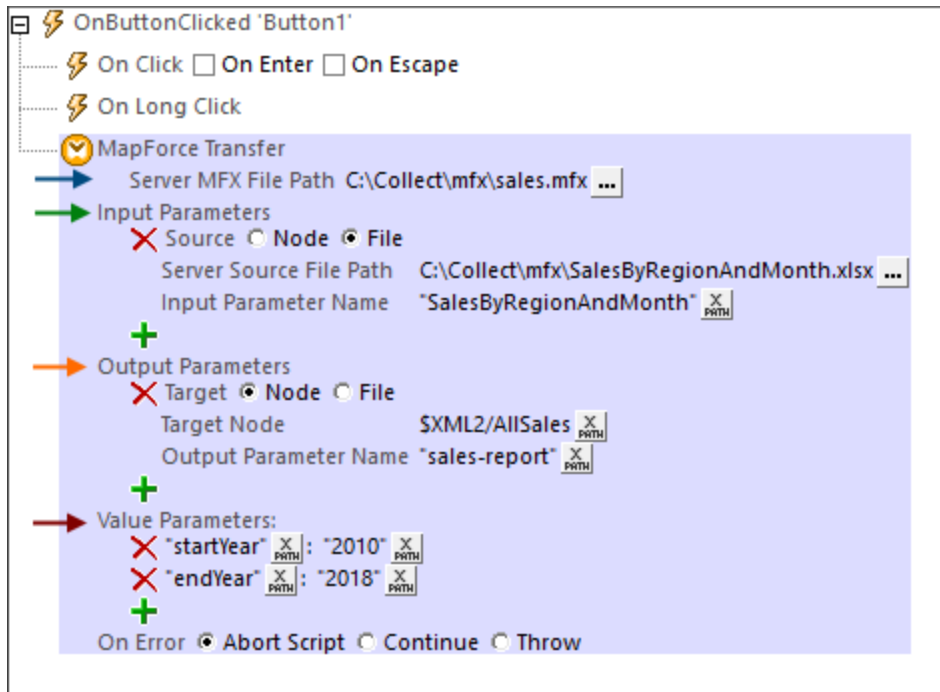 OnButtonClicked 'Button1'
On Click On Enter On Escape
On Long Click
MapForce Transfer
Server MFX File Path C:\Collect\mfx\sales.mfx ...
Input Parameters
Source Node File
Server Source File Path C:\Collect\mfx\SalesByRegionAndMonth.xlsx ...
Input Parameter Name "SalesByRegionAndMonth" X PATH
Output Parameters
Target Node File
Target Node $XML2/AllSales X PATH
Output Parameter Name "sales-report" X PATH
Value Parameters:
"startYear" X PATH : "2010" X PATH
"endYear" X PATH : "2018" X PATH
On Error Abort Script Continue Throw